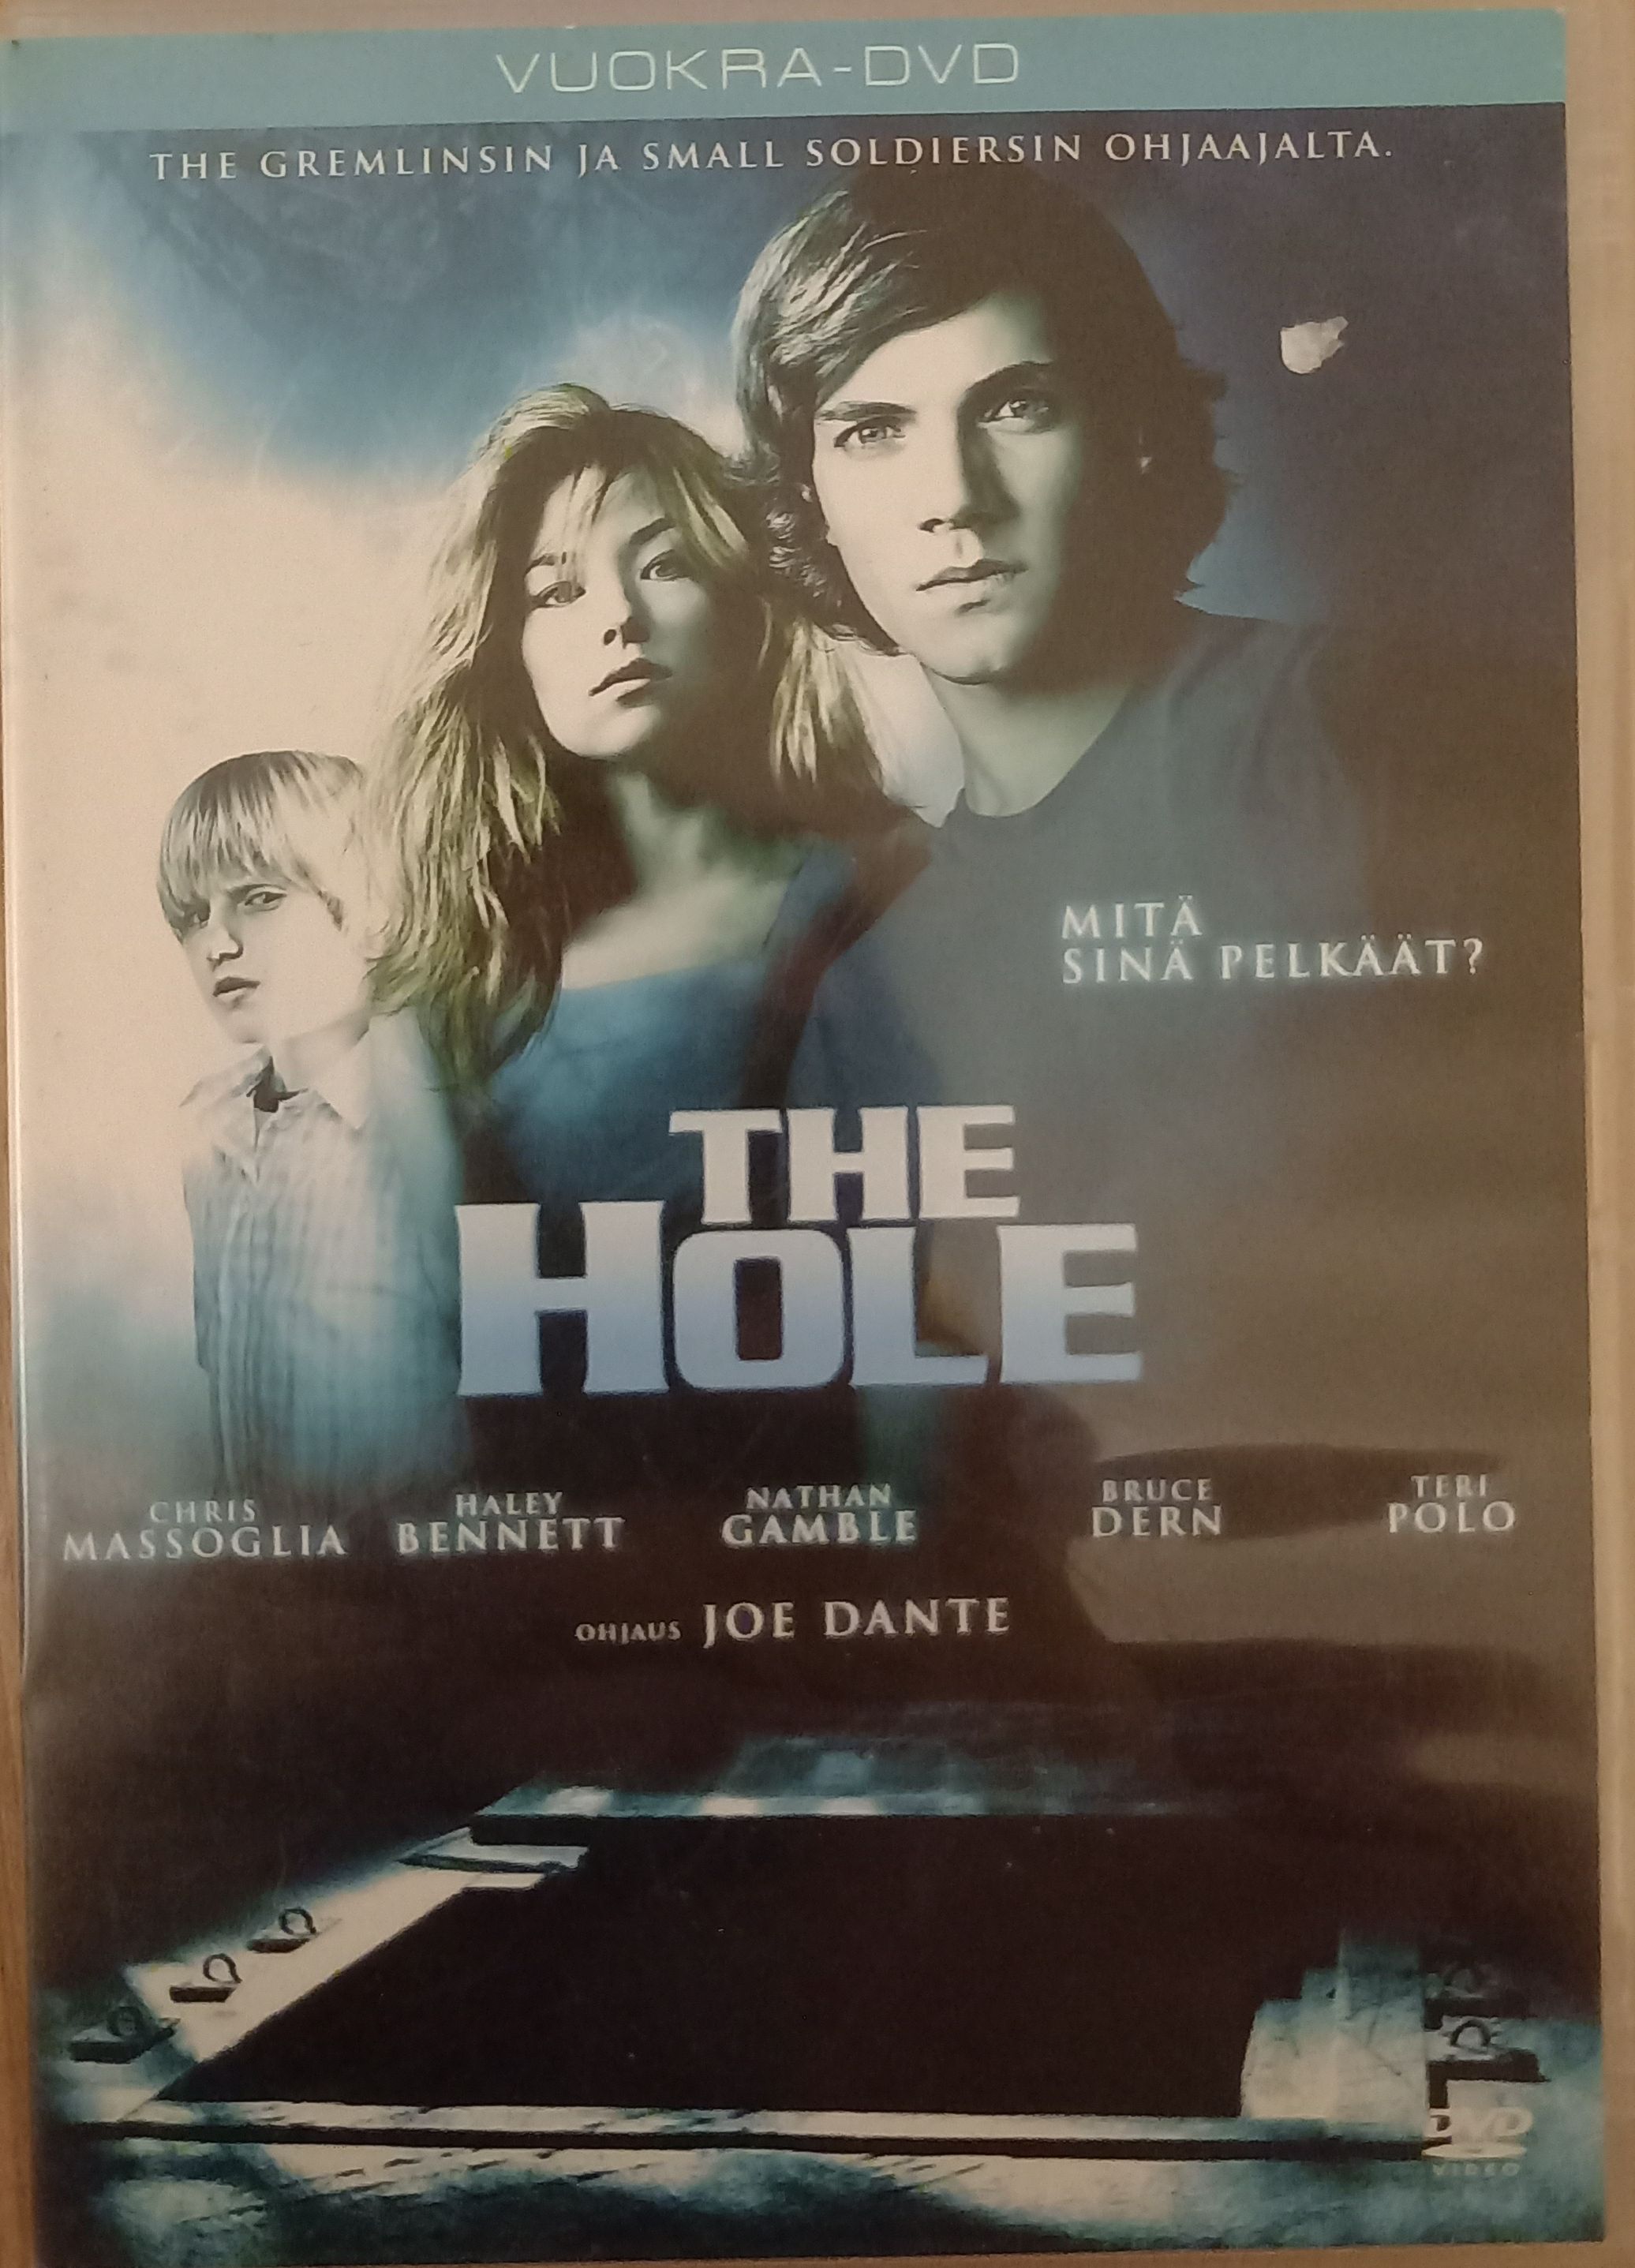 VUOKRA-DVD
THE GREMLINSIN JA SMALL SOLDIERSIN OHJAAJALTA.
MITÄ
SINÄ PELKÄÄT?
THE
HOLE
CHRIS
MASSOGLIA
HALEY
BENNETT
NATHAN
GAMBLE
BRUCE
DERN
TERI
POLO
OHJAUS JOE DANTE
DVD
VIDEO